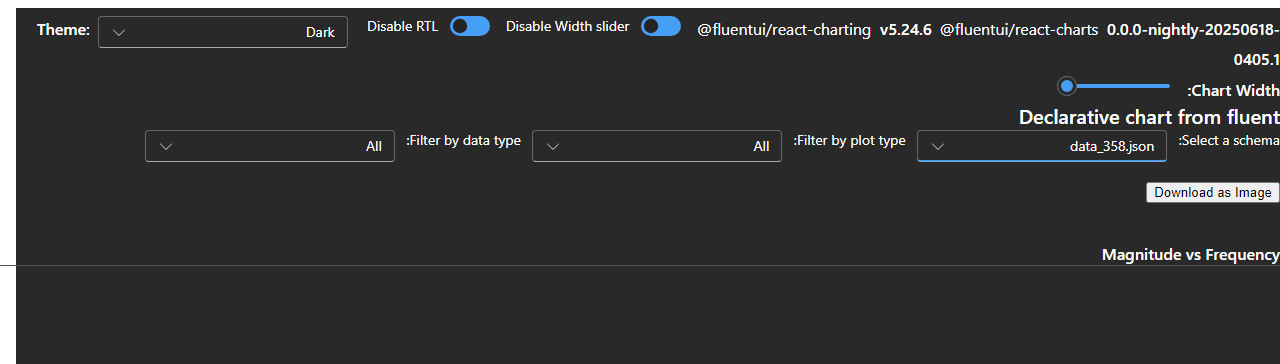 Theme: Dark Disable RTL Disable Width slider @fluentui/react-charting v5.24.6 @fluentui/react-charts 0.0.0-nightly-20250618-
0405.1
:Chart Width
Declarative chart from fluent
:Select a schema data_358.json :Filter by plot type All :Filter by data type All
Download as Image
Magnitude vs Frequency